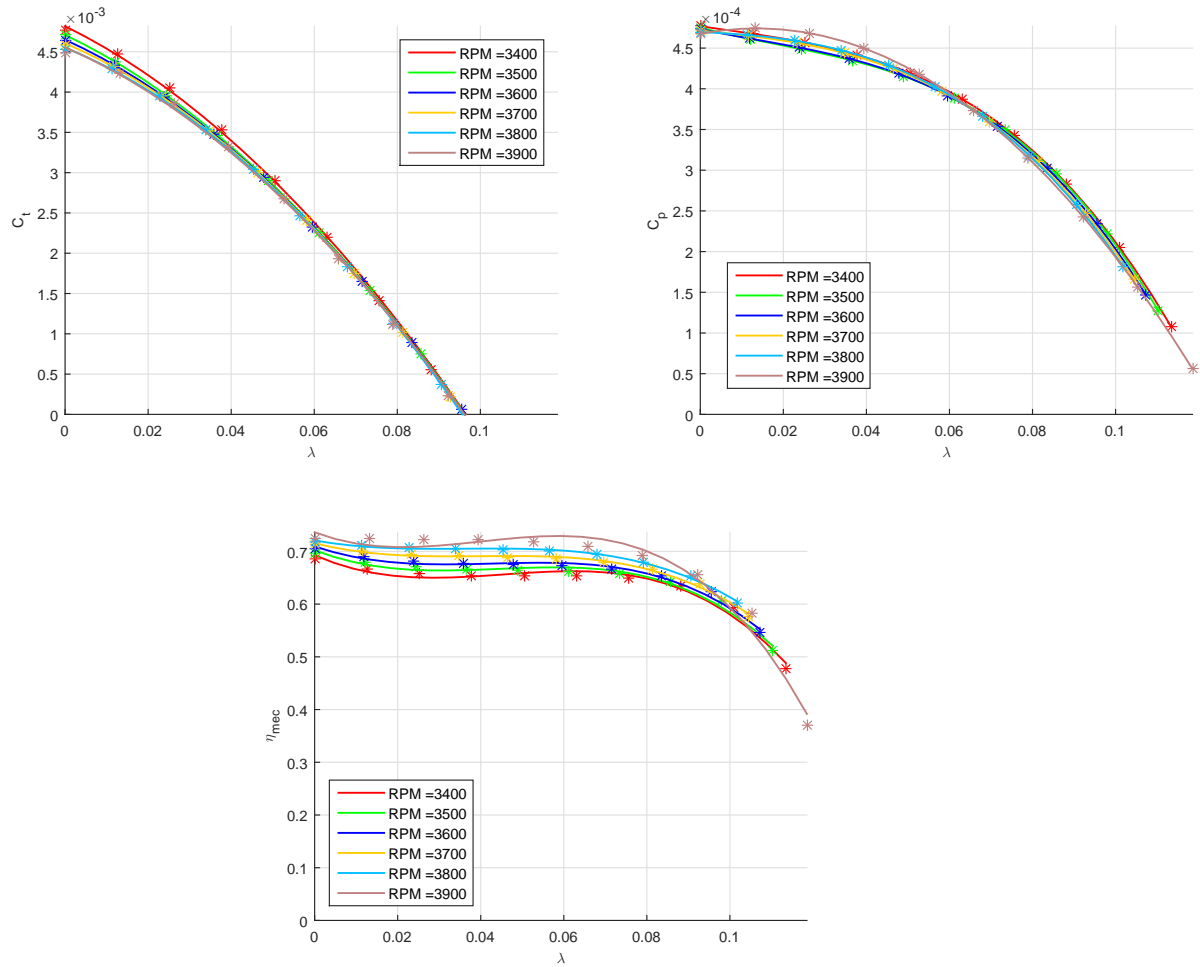 ×10⁻³
4.5
4
3.5
3
2.5
2
1.5
1
0.5
0
C_t
0 0.02 0.04 0.06 0.08 0.1
λ
RPM =3400
RPM =3500
RPM =3600
RPM =3700
RPM =3800
RPM =3900
×10⁻⁴
4.5
4
3.5
3
2.5
2
1.5
1
0.5
0
C_p
0 0.02 0.04 0.06 0.08 0.1
λ
RPM =3400
RPM =3500
RPM =3600
RPM =3700
RPM =3800
RPM =3900
0.7
0.6
0.5
0.4
0.3
0.2
0.1
0
η_mec
0 0.02 0.04 0.06 0.08 0.1
λ
RPM =3400
RPM =3500
RPM =3600
RPM =3700
RPM =3800
RPM =3900